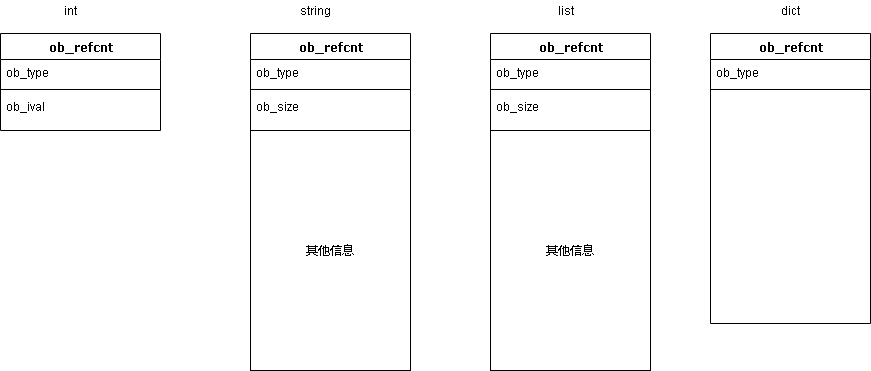 int
ob_refcnt
ob_type
ob_ival
string
ob_refcnt
ob_type
ob_size
其他信息
list
ob_refcnt
ob_type
ob_size
其他信息
dict
ob_refcnt
ob_type